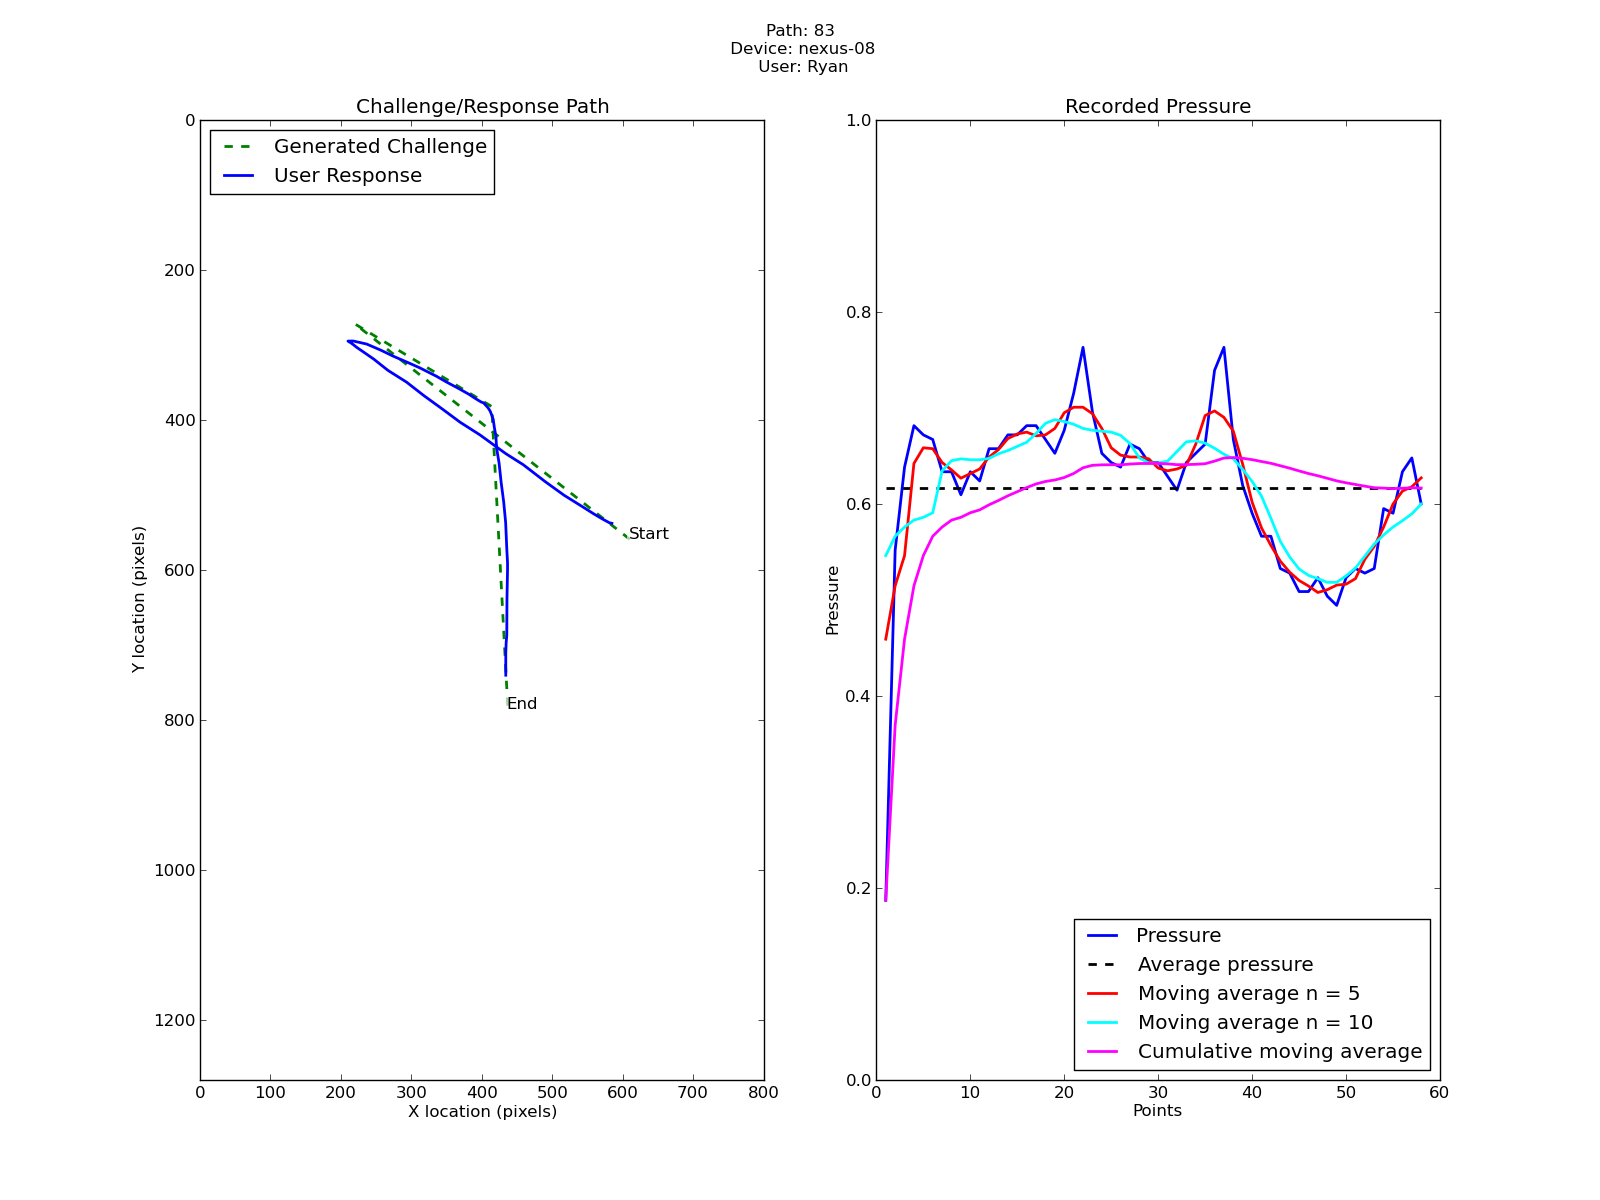 Path: 83
Device: nexus-08
User: Ryan
Challenge/Response Path
Generated Challenge
User Response
0
200
400
600
800
1000
1200
Y location (pixels)
Start
End
0 100 200 300 400 500 600 700 800
X location (pixels)
Recorded Pressure
1.0
0.8
0.6
0.4
0.2
0.0
Pressure
Pressure
Average pressure
Moving average n = 5
Moving average n = 10
Cumulative moving average
0 10 20 30 40 50 60
Points